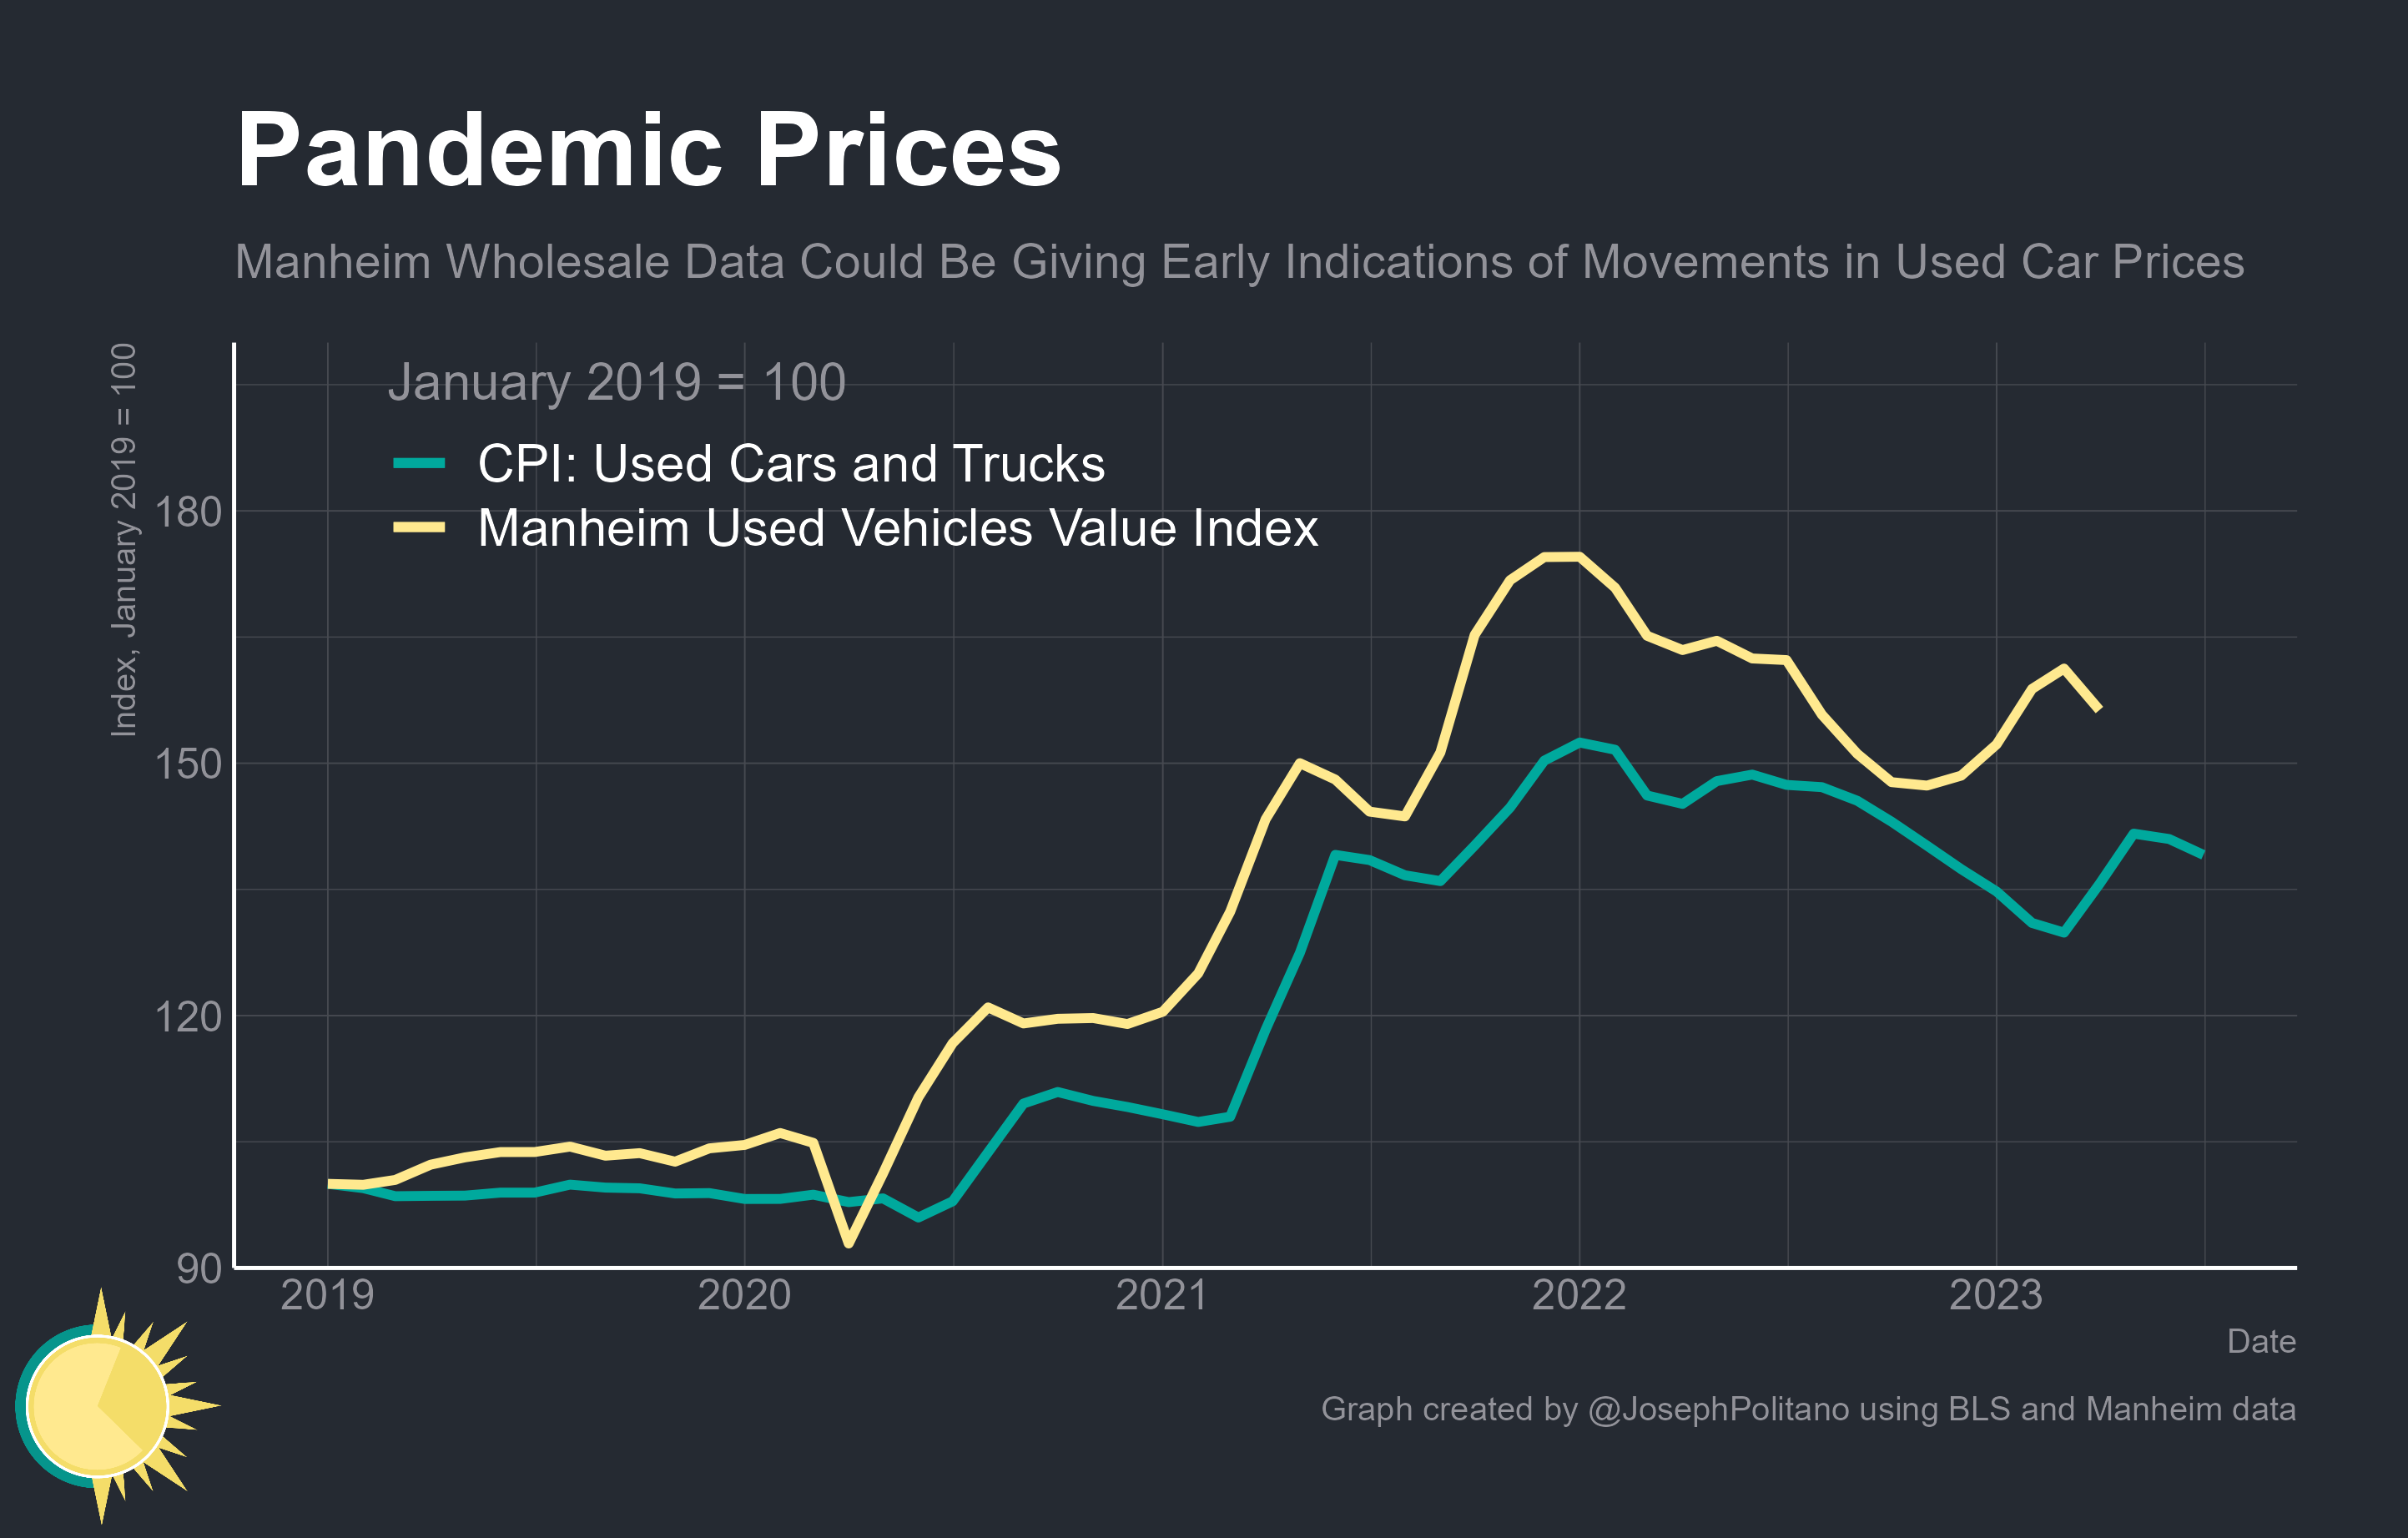 Pandemic Prices
Manheim Wholesale Data Could Be Giving Early Indications of Movements in Used Car Prices
Index, January 2019 = 100
January 2019 = 100
CPI: Used Cars and Trucks
Manheim Used Vehicles Value Index
180
150
120
90
2019 2020 2021 2022 2023
Date
Graph created by @JosephPolitano using BLS and Manheim data